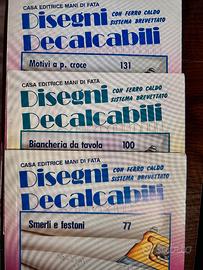 CASA EDITRICE MANI DI FATA
Disegni
CON FERRO CALDO
SISTEMA BREVETTATO
Decalcabili
Motivi a p. croce 131
CASA EDITRICE MANI DI FATA
Disegni
CON FERRO CALDO
SISTEMA BREVETTATO
Decalcabili
Biancheria da tavola 100
CASA EDITRICE MANI DI FATA
Disegni
CON FERRO CALDO
SISTEMA BREVETTATO
Decalcabili
Smerli e festoni 77